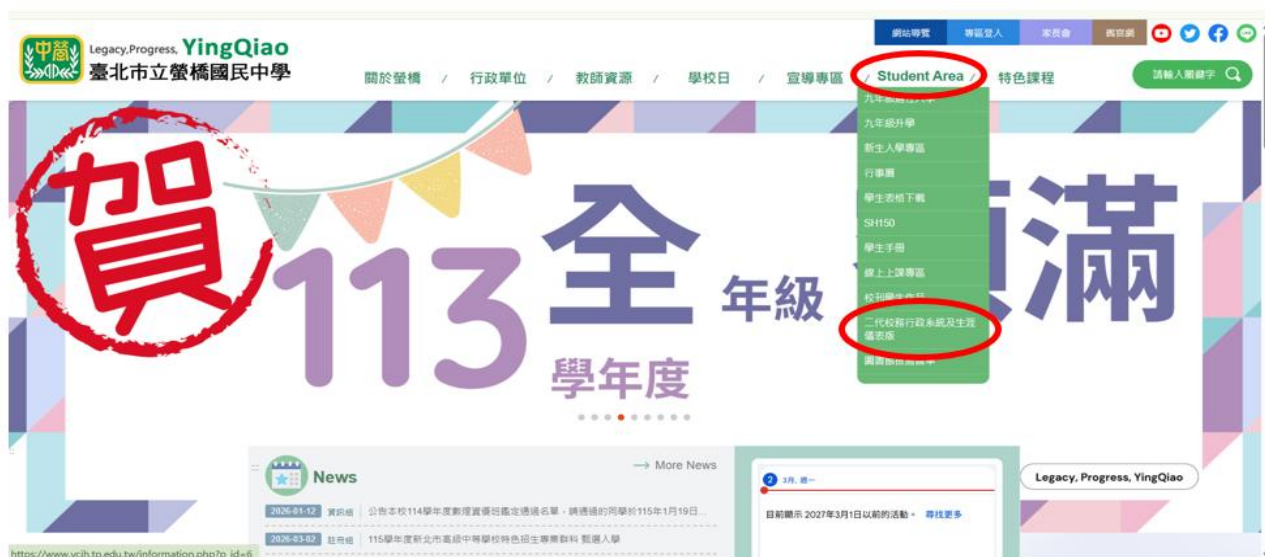 網站導覽 專區登入 家長會 舊官網
Legacy,Progress, YingQiao
臺北市立螢橋國民中學
關於螢橋 / 行政單位 / 教師資源 / 學校日 / 宣導專區 / Student Area / 特色課程
請輸入關鍵字
九年級升學
新生入學專區
行事曆
學生表格下載
SH150
學生手冊
線上上課專區
校刊學生作品
二代校務行政系統及生涯
儀表版
賀
113
學年度
全
年級
滿
News
→ More News
2026-01-12 資訊組 公告本校114學年度數理資優班鑑定通過名單，請通過的同學於115年1月19日...
2026-03-02 註冊組 115學年度新北市高級中等學校特色招生專業群科 甄選入學
2 3月, 週一
目前顯示 2027年3月1日以前的活動。 尋找更多
Legacy, Progress, YingQiao
https://www.ycjh.tp.edu.tw/information.php?p_id=6